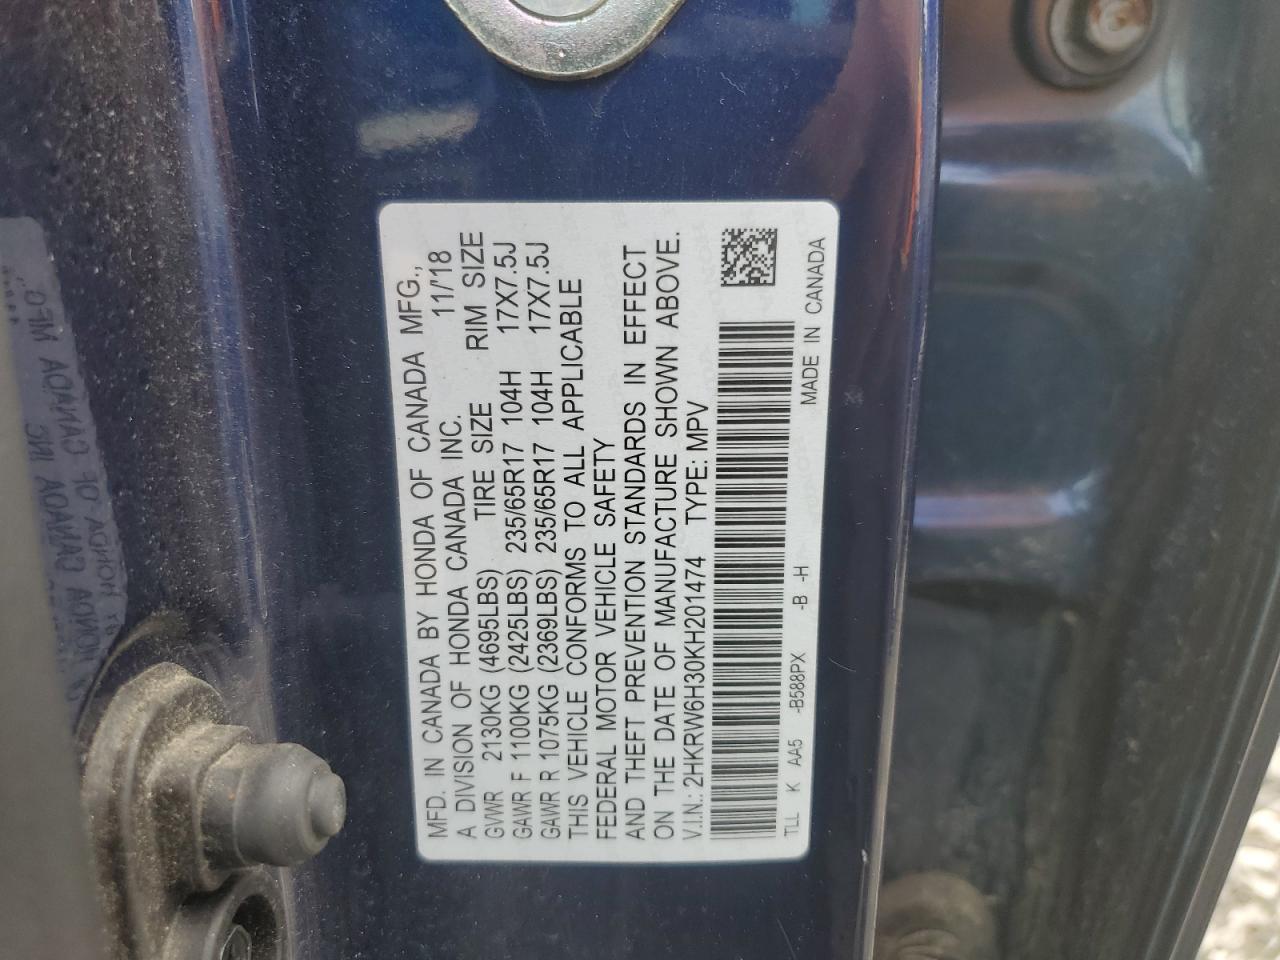 MFD. IN CANADA BY HONDA OF CANADA MFG.,
A DIVISION OF HONDA CANADA INC. 11/'18
GVWR 2130KG (4695LBS) TIRE SIZE RIM SIZE
GAWR F 1100KG (2425LBS) 235/65R17 104H 17X7.5J
GAWR R 1075KG (2369LBS) 235/65R17 104H 17X7.5J
THIS VEHICLE CONFORMS TO ALL APPLICABLE
FEDERAL MOTOR VEHICLE SAFETY
AND THEFT PREVENTION STANDARDS IN EFFECT
ON THE DATE OF MANUFACTURE SHOWN ABOVE.
V.I.N.: 2HKRW6H30KH201474 TYPE: MPV
TLL K AA5 -B588PX -B -H MADE IN CANADA